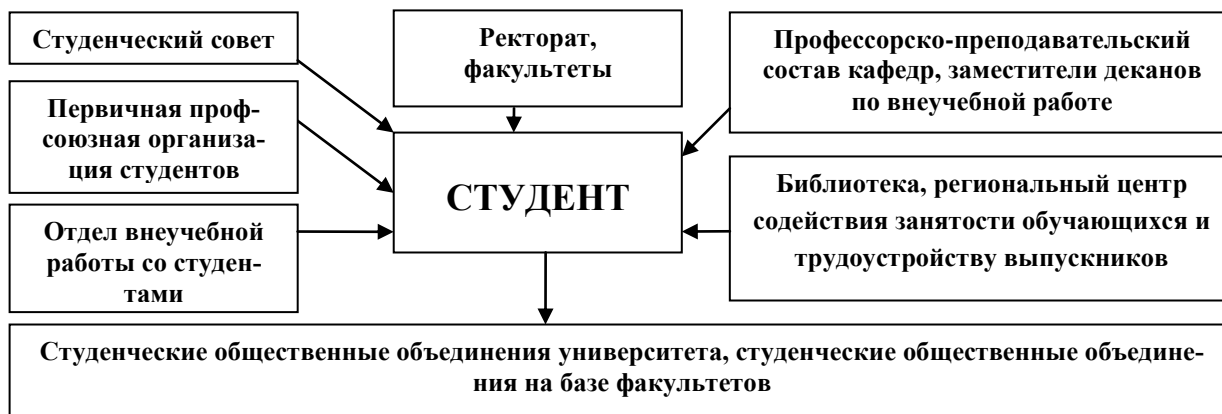 Студенческий совет
Первичная проф-
союзная организа-
ция студентов
Отдел внеучебной
работы со студен-
тами
Ректорат,
факультеты
СТУДЕНТ
Профессорско-преподавательский
состав кафедр, заместители деканов
по внеучебной работе
Библиотека, региональный центр
содействия занятости обучающихся и
трудоустройству выпускников
Студенческие общественные объединения университета, студенческие общественные объедине-
ния на базе факультетов